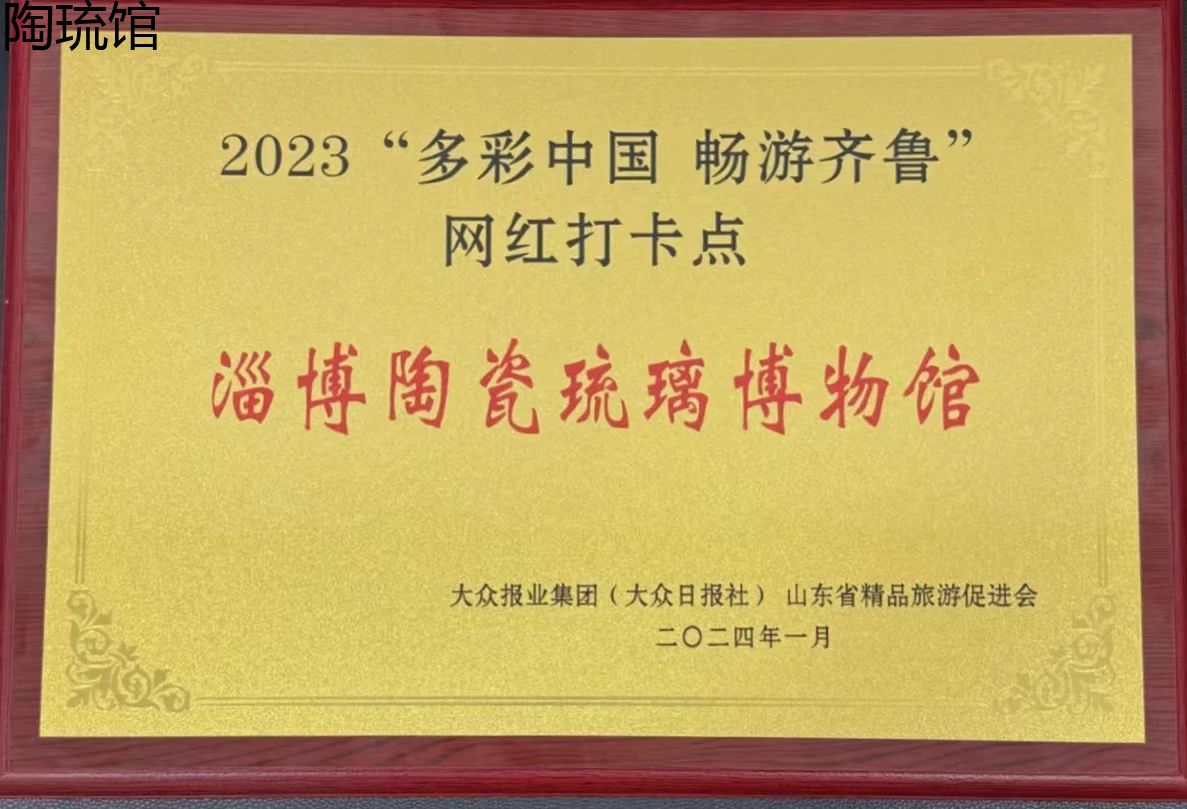 陶琉馆
2023“多彩中国 畅游齐鲁”
网红打卡点
淄博陶瓷琉璃博物馆
大众报业集团（大众日报社） 山东省精品旅游促进会
二〇二四年一月